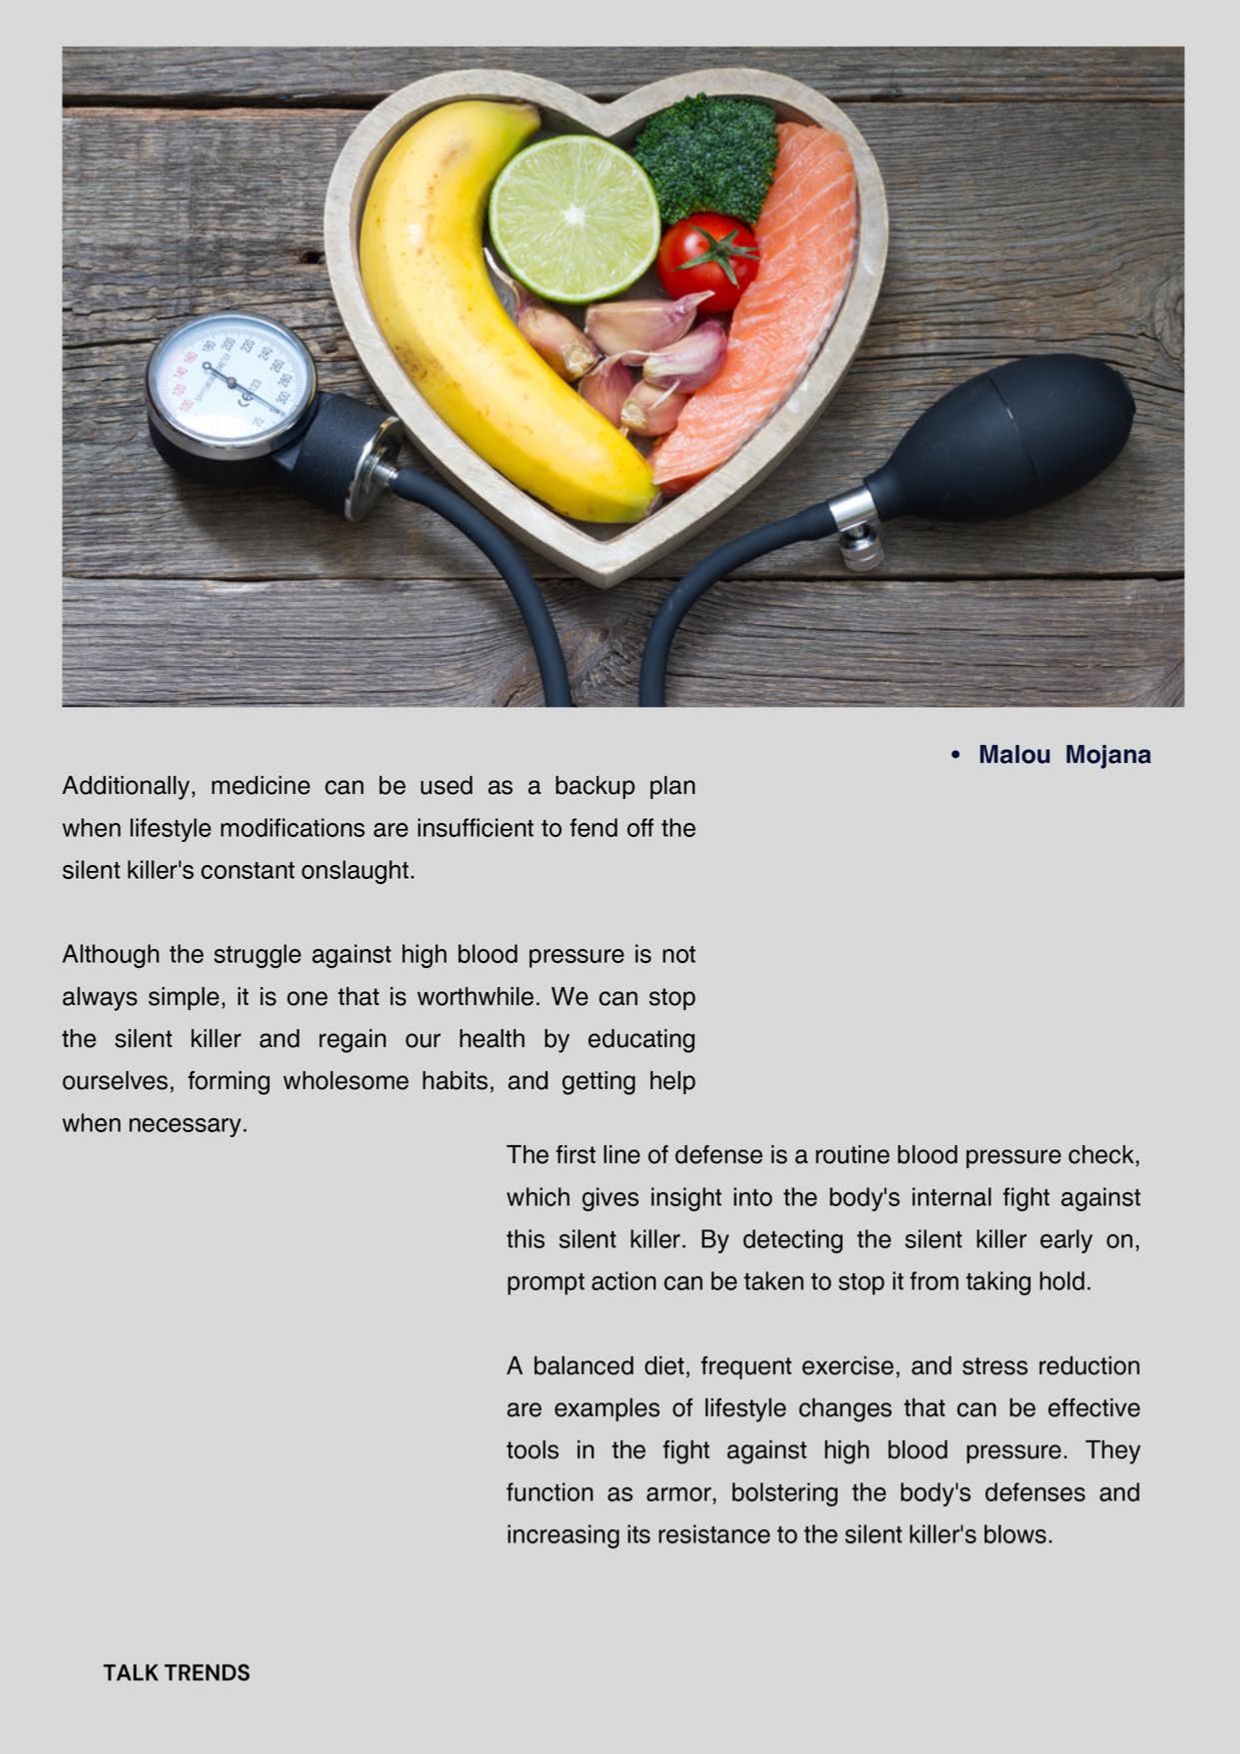 Malou Mojana
Additionally, medicine can be used as a backup plan
when lifestyle modifications are insufficient to fend off the
silent killer's constant onslaught.
Although the struggle against high blood pressure is not
always simple, it is one that is worthwhile. We can stop
the silent killer and regain our health by educating
ourselves, forming wholesome habits, and getting help
when necessary.
The first line of defense is a routine blood pressure check,
which gives insight into the body's internal fight against
this silent killer. By detecting the silent killer early on,
prompt action can be taken to stop it from taking hold.
A balanced diet, frequent exercise, and stress reduction
are examples of lifestyle changes that can be effective
tools in the fight against high blood pressure. They
function as armor, bolstering the body's defenses and
increasing its resistance to the silent killer's blows.
TALK TRENDS